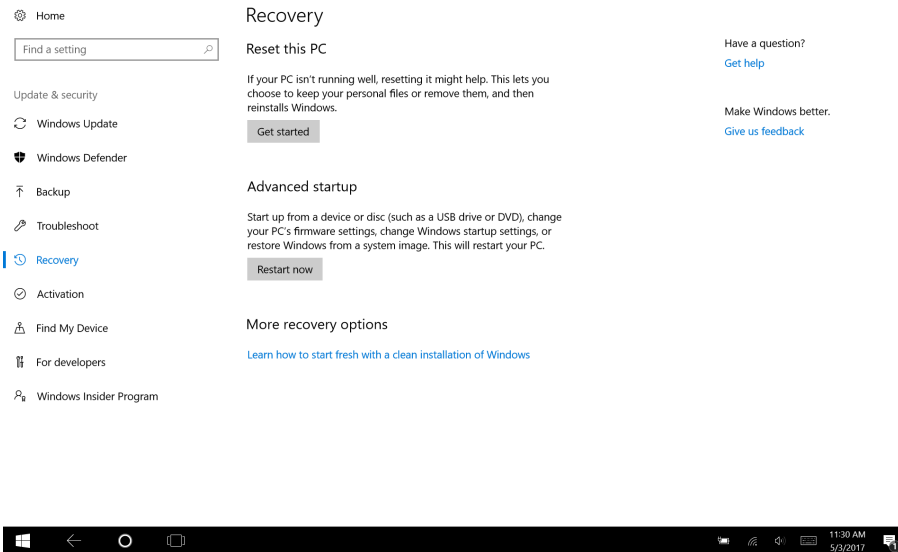 Home
Find a setting
Update & security
Windows Update
Windows Defender
Backup
Troubleshoot
Recovery
Activation
Find My Device
For developers
Windows Insider Program
Recovery
Reset this PC
If your PC isn't running well, resetting it might help. This lets you
choose to keep your personal files or remove them, and then
reinstalls Windows.
Get started
Advanced startup
Start up from a device or disc (such as a USB drive or DVD), change
your PC's firmware settings, change Windows startup settings, or
restore Windows from a system image. This will restart your PC.
Restart now
More recovery options
Learn how to start fresh with a clean installation of Windows
Have a question?
Get help
Make Windows better.
Give us feedback
11:30 AM
5/3/2017
1